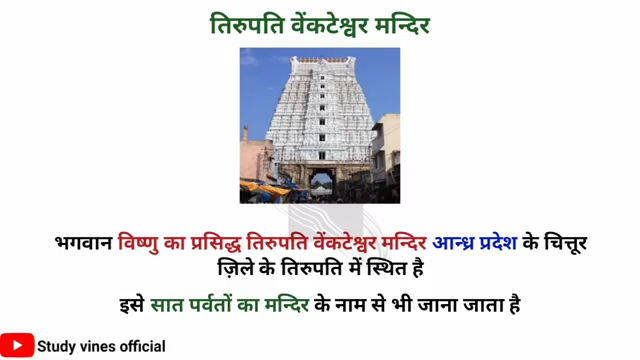 तिरुपति वेंकटेश्वर मन्दिर
भगवान विष्णु का प्रसिद्ध तिरुपति वेंकटेश्वर मन्दिर आन्ध्र प्रदेश के चित्तूर
ज़िले के तिरुपति में स्थित है
इसे सात पर्वतों का मन्दिर के नाम से भी जाना जाता है
Study vines official